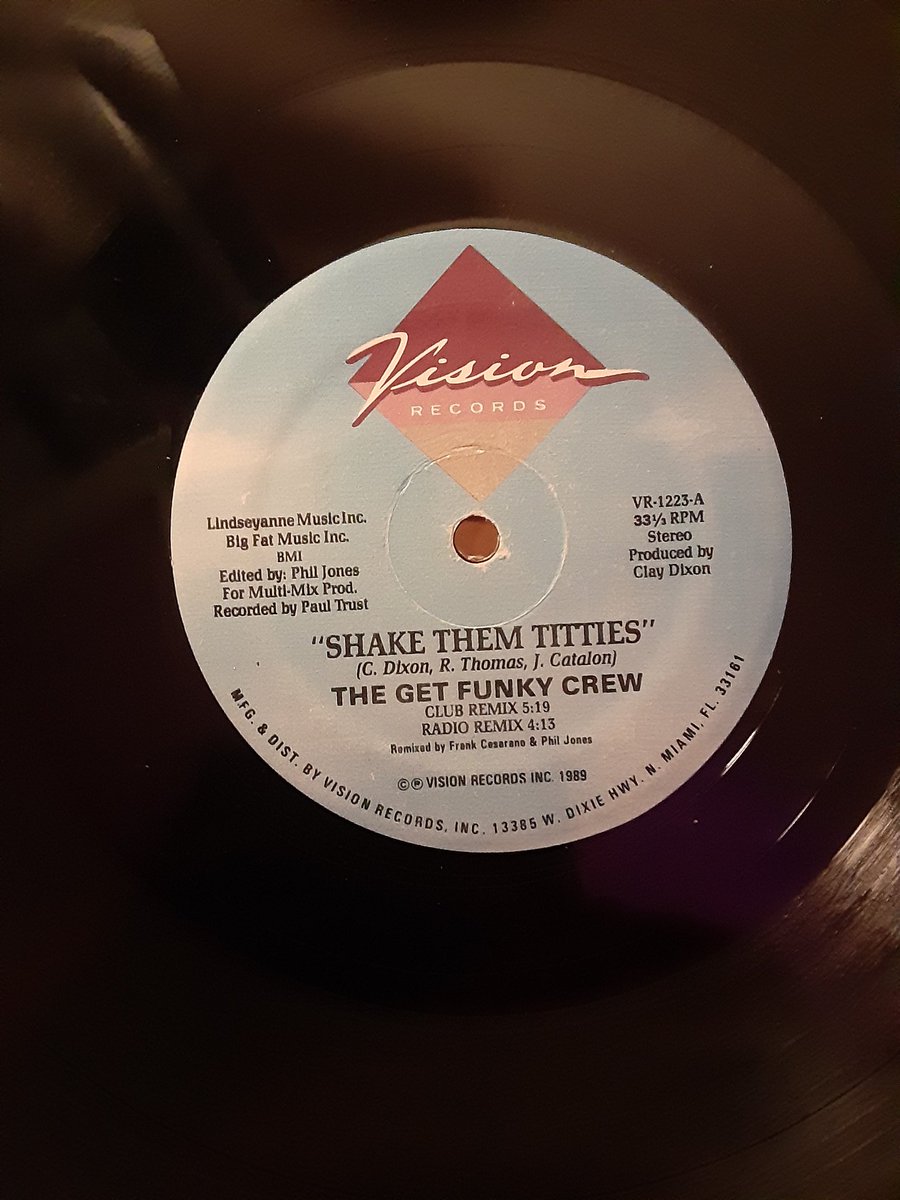 Vision
RECORDS
Lindseyanne Music Inc.
Big Fat Music Inc.
BMI
Edited by: Phil Jones
For Multi-Mix Prod.
Recorded by Paul Trust
VR-1223-A
33⅓ RPM
Stereo
Produced by
Clay Dixon
"SHAKE THEM TITTIES"
(C. Dixon, R. Thomas, J. Catalon)
THE GET FUNKY CREW
CLUB REMIX 5:19
RADIO REMIX 4:13
Remixed by Frank Cesarano & Phil Jones
©℗ VISION RECORDS INC. 1989
MFG. & DIST. BY VISION RECORDS, INC. 13385 W. DIXIE HWY. N. MIAMI, FL. 33161